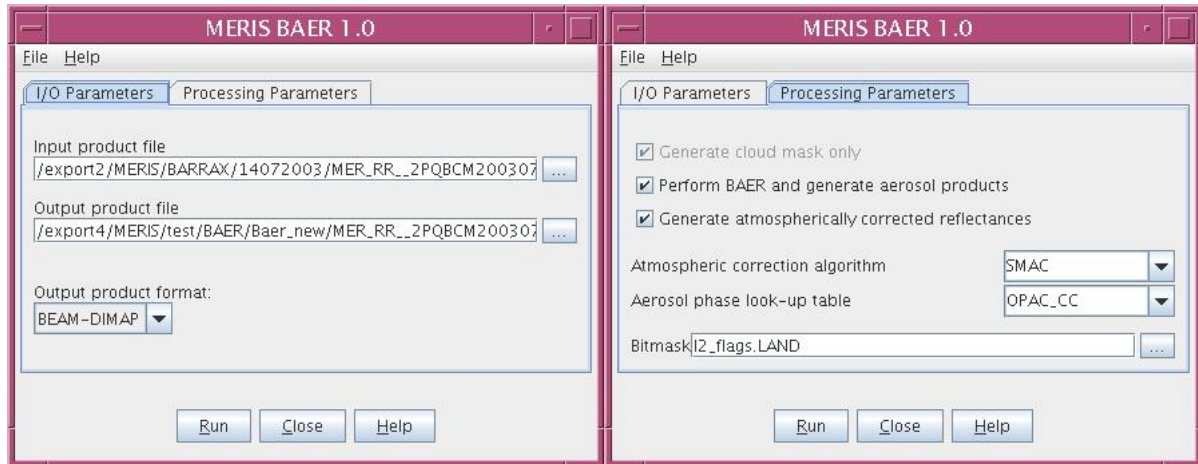 MERIS BAER 1.0
File Help
I/O Parameters Processing Parameters
Input product file
/export2/MERIS/BARRAX/14072003/MER_RR__2PQBCM200307 ...
Output product file
/export4/MERIS/test/BAER/Baer_new/MER_RR__2PQBCM200307 ...
Output product format:
BEAM-DIMAP
Run Close Help
MERIS BAER 1.0
File Help
I/O Parameters Processing Parameters
Generate cloud mask only
Perform BAER and generate aerosol products
Generate atmospherically corrected reflectances
Atmospheric correction algorithm SMAC
Aerosol phase look-up table OPAC_CC
Bitmask l2_flags.LAND ...
Run Close Help